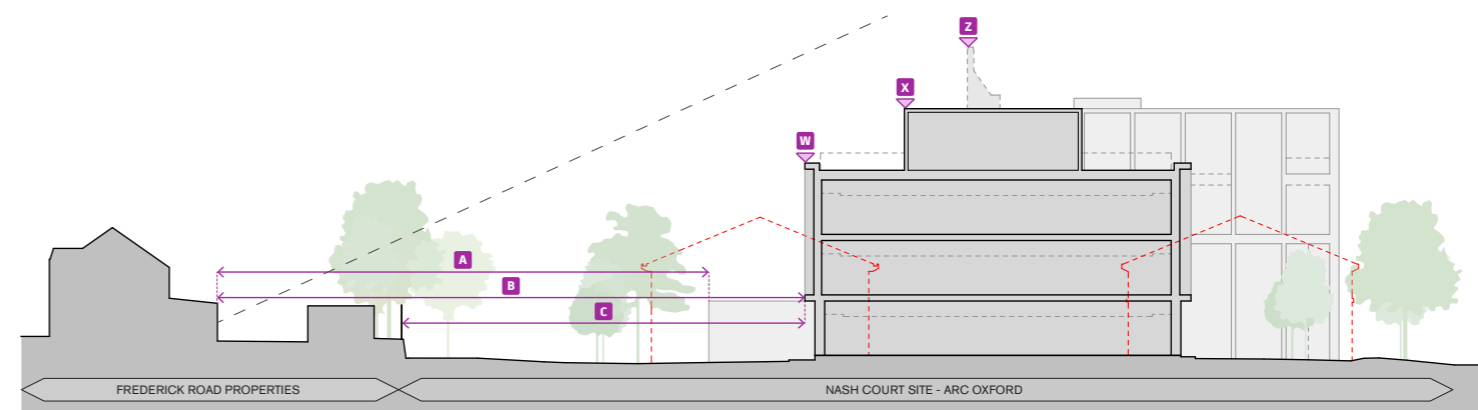 Z
X
W
A
B
C
FREDERICK ROAD PROPERTIES
NASH COURT SITE - ARC OXFORD